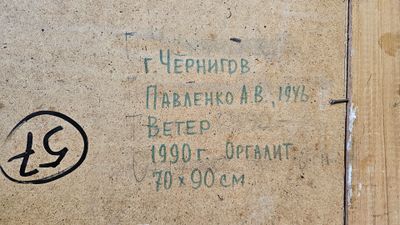 г. ЧЕРНИГОВ
ПАВЛЕНКО А.В., 1946.
ВЕТЕР
1990 г. ОРГАЛИТ.
70 × 90 см.
57